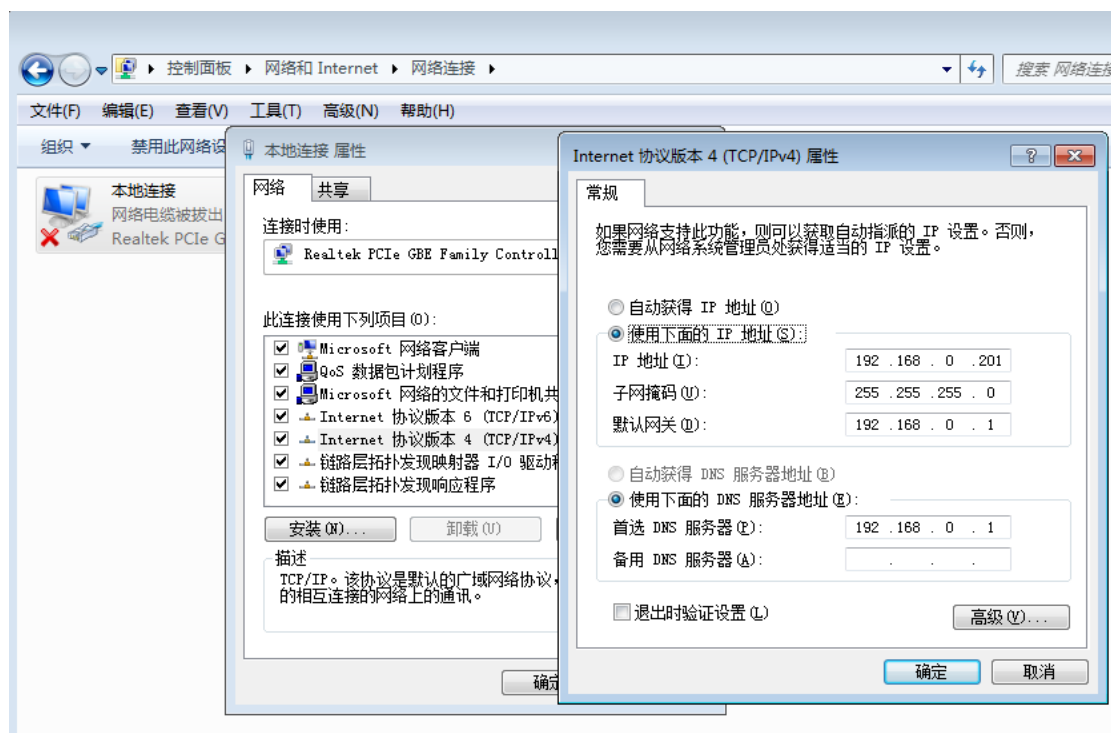 控制面板 网络和 Internet 网络连接
搜索 网络连接
文件(F) 编辑(E) 查看(V) 工具(T) 高级(N) 帮助(H)
组织 禁用此网络设
本地连接
网络电缆被拔出
Realtek PCIe G
本地连接 属性
网络 共享
连接时使用:
Realtek PCIe GBE Family Controll
此连接使用下列项目(O):
Microsoft 网络客户端
QoS 数据包计划程序
Microsoft 网络的文件和打印机共
Internet 协议版本 6 (TCP/IPv6)
Internet 协议版本 4 (TCP/IPv4)
链路层拓扑发现映射器 I/O 驱动程
链路层拓扑发现响应程序
安装(N)... 卸载(U)
描述
TCP/IP。该协议是默认的广域网络协议,
的相互连接的网络上的通讯。
确定
Internet 协议版本 4 (TCP/IPv4) 属性
常规
如果网络支持此功能,则可以获取自动指派的 IP 设置。否则,
您需要从网络系统管理员处获得适当的 IP 设置。
自动获得 IP 地址(O)
使用下面的 IP 地址(S):
IP 地址(I): 192 .168 . 0 .201
子网掩码(U): 255 .255 .255 . 0
默认网关(D): 192 .168 . 0 . 1
自动获得 DNS 服务器地址(B)
使用下面的 DNS 服务器地址(E):
首选 DNS 服务器(P): 192 .168 . 0 . 1
备用 DNS 服务器(A): . . .
退出时验证设置(L)
高级(V)...
确定 取消